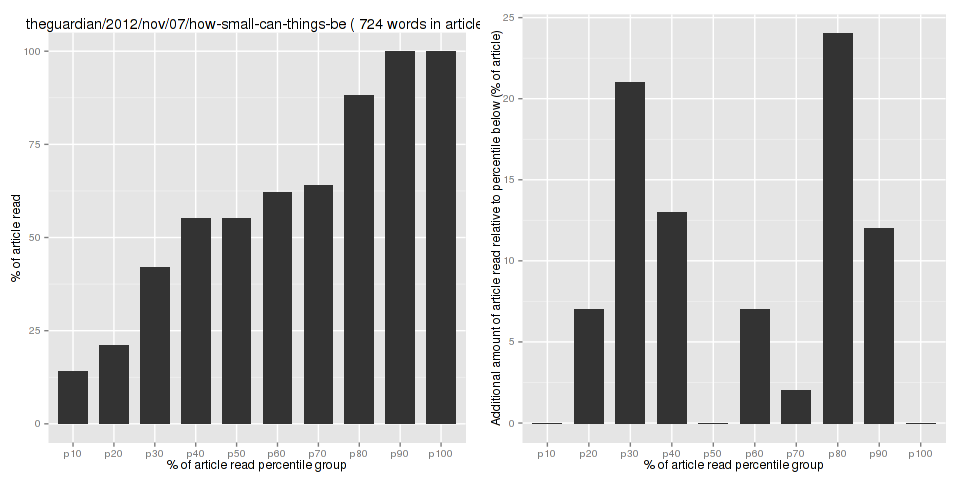 theguardian/2012/nov/07/how-small-can-things-be ( 724 words in article
% of article read
100
75
50
25
0
p10 p20 p30 p40 p50 p60 p70 p80 p90 p100
% of article read percentile group
Additional amount of article read relative to percentile below (% of article)
25
20
15
10
5
0
p10 p20 p30 p40 p50 p60 p70 p80 p90 p100
% of article read percentile group